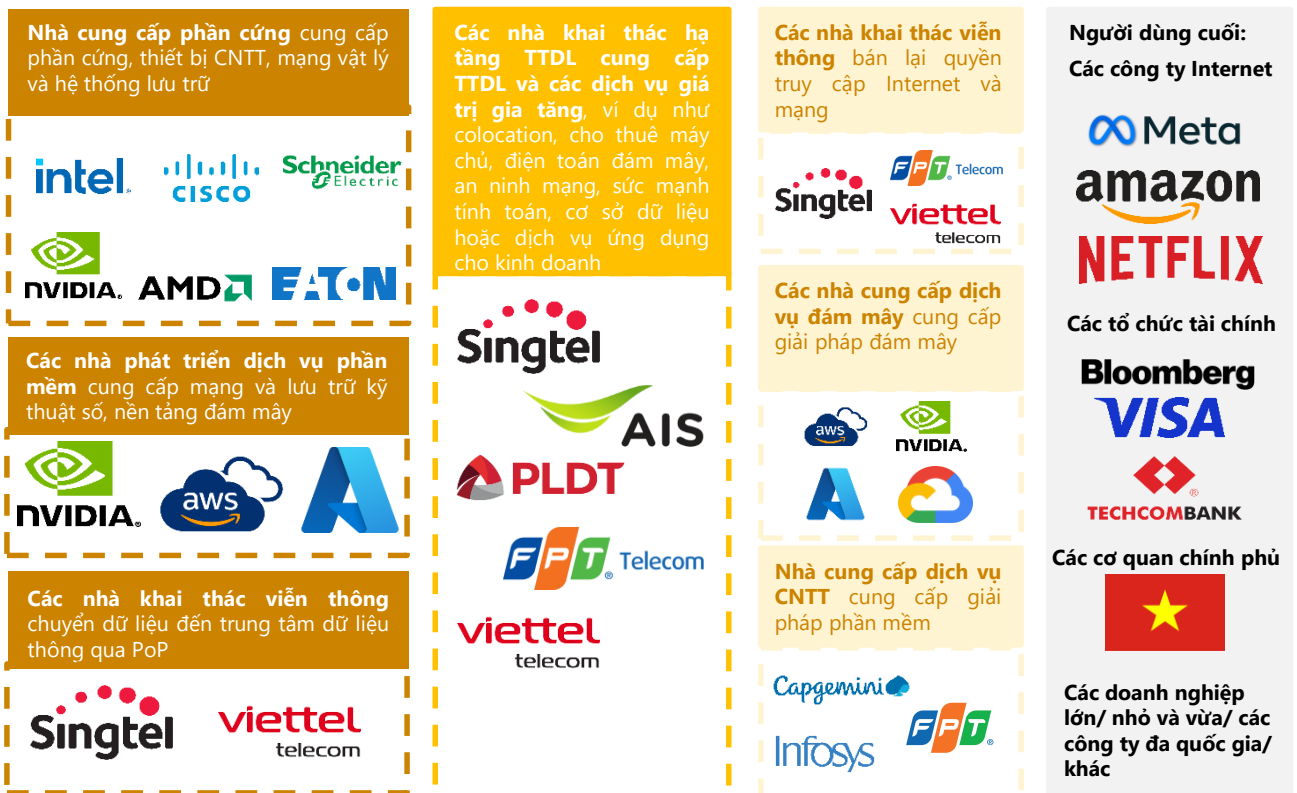 Nhà cung cấp phần cứng cung cấp
phần cứng, thiết bị CNTT, mạng vật lý
và hệ thống lưu trữ
intel.
CISCO
Schneider
Electric
NVIDIA.
AMD
EATON
Các nhà phát triển dịch vụ phần
mềm cung cấp mạng và lưu trữ kỹ
thuật số, nền tảng đám mây
NVIDIA.
aws
Các nhà khai thác viễn thông
chuyển dữ liệu đến trung tâm dữ liệu
thông qua PoP
Singtel
viettel
telecom
Các nhà khai thác hạ
tầng TTDL cung cấp
TTDL và các dịch vụ giá
trị gia tăng, ví dụ như
colocation, cho thuê máy
chủ, điện toán đám mây,
an ninh mạng, sức mạnh
tính toán, cơ sở dữ liệu
hoặc dịch vụ ứng dụng
cho kinh doanh
Singtel
AIS
PLDT
FPT Telecom
viettel
telecom
Các nhà khai thác viễn
thông bán lại quyền
truy cập Internet và
mạng
Singtel
FPT Telecom
viettel
telecom
Các nhà cung cấp dịch
vụ đám mây cung cấp
giải pháp đám mây
aws
NVIDIA.
Nhà cung cấp dịch vụ
CNTT cung cấp giải
pháp phần mềm
Capgemini
FPT
Infosys
Người dùng cuối:
Các công ty Internet
Meta
amazon
NETFLIX
Các tổ chức tài chính
Bloomberg
VISA
TECHCOMBANK
Các cơ quan chính phủ
Các doanh nghiệp
lớn/ nhỏ và vừa/ các
công ty đa quốc gia/
khác